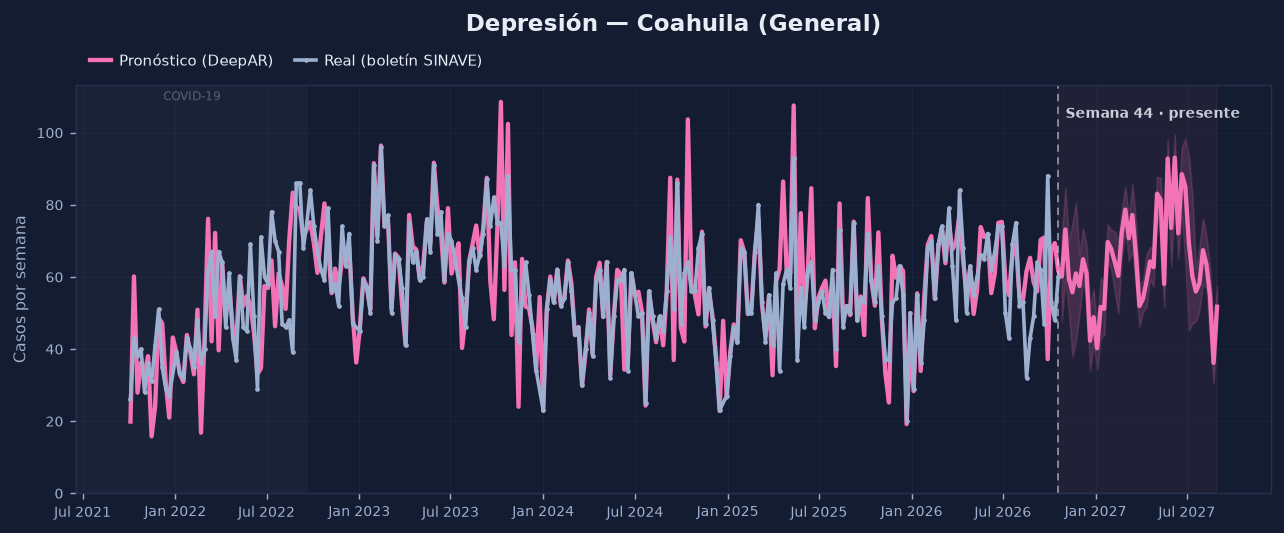 Depresión — Coahuila (General)
Pronóstico (DeepAR)
Real (boletín SINAVE)
COVID-19
Semana 44 · presente
Casos por semana
100
80
60
40
20
0
Jul 2021
Jan 2022
Jul 2022
Jan 2023
Jul 2023
Jan 2024
Jul 2024
Jan 2025
Jul 2025
Jan 2026
Jul 2026
Jan 2027
Jul 2027